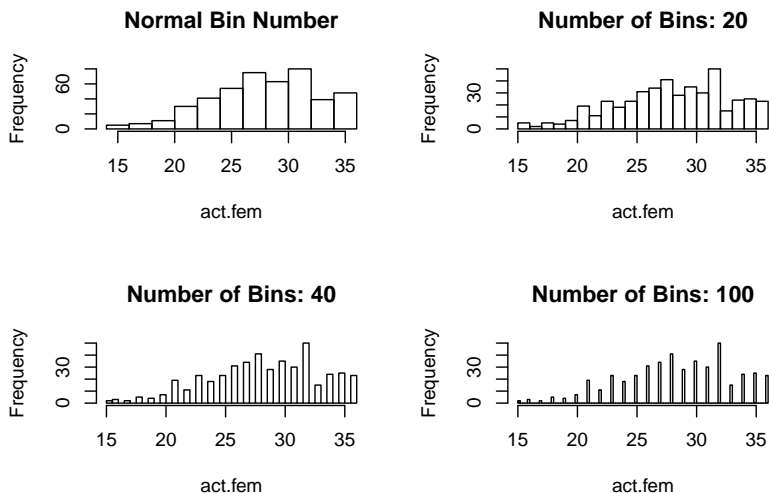 Normal Bin Number
Frequency
0
60
15 20 25 30 35
act.fem
Number of Bins: 20
Frequency
0
30
15 20 25 30 35
act.fem
Number of Bins: 40
Frequency
0
30
15 20 25 30 35
act.fem
Number of Bins: 100
Frequency
0
30
15 20 25 30 35
act.fem